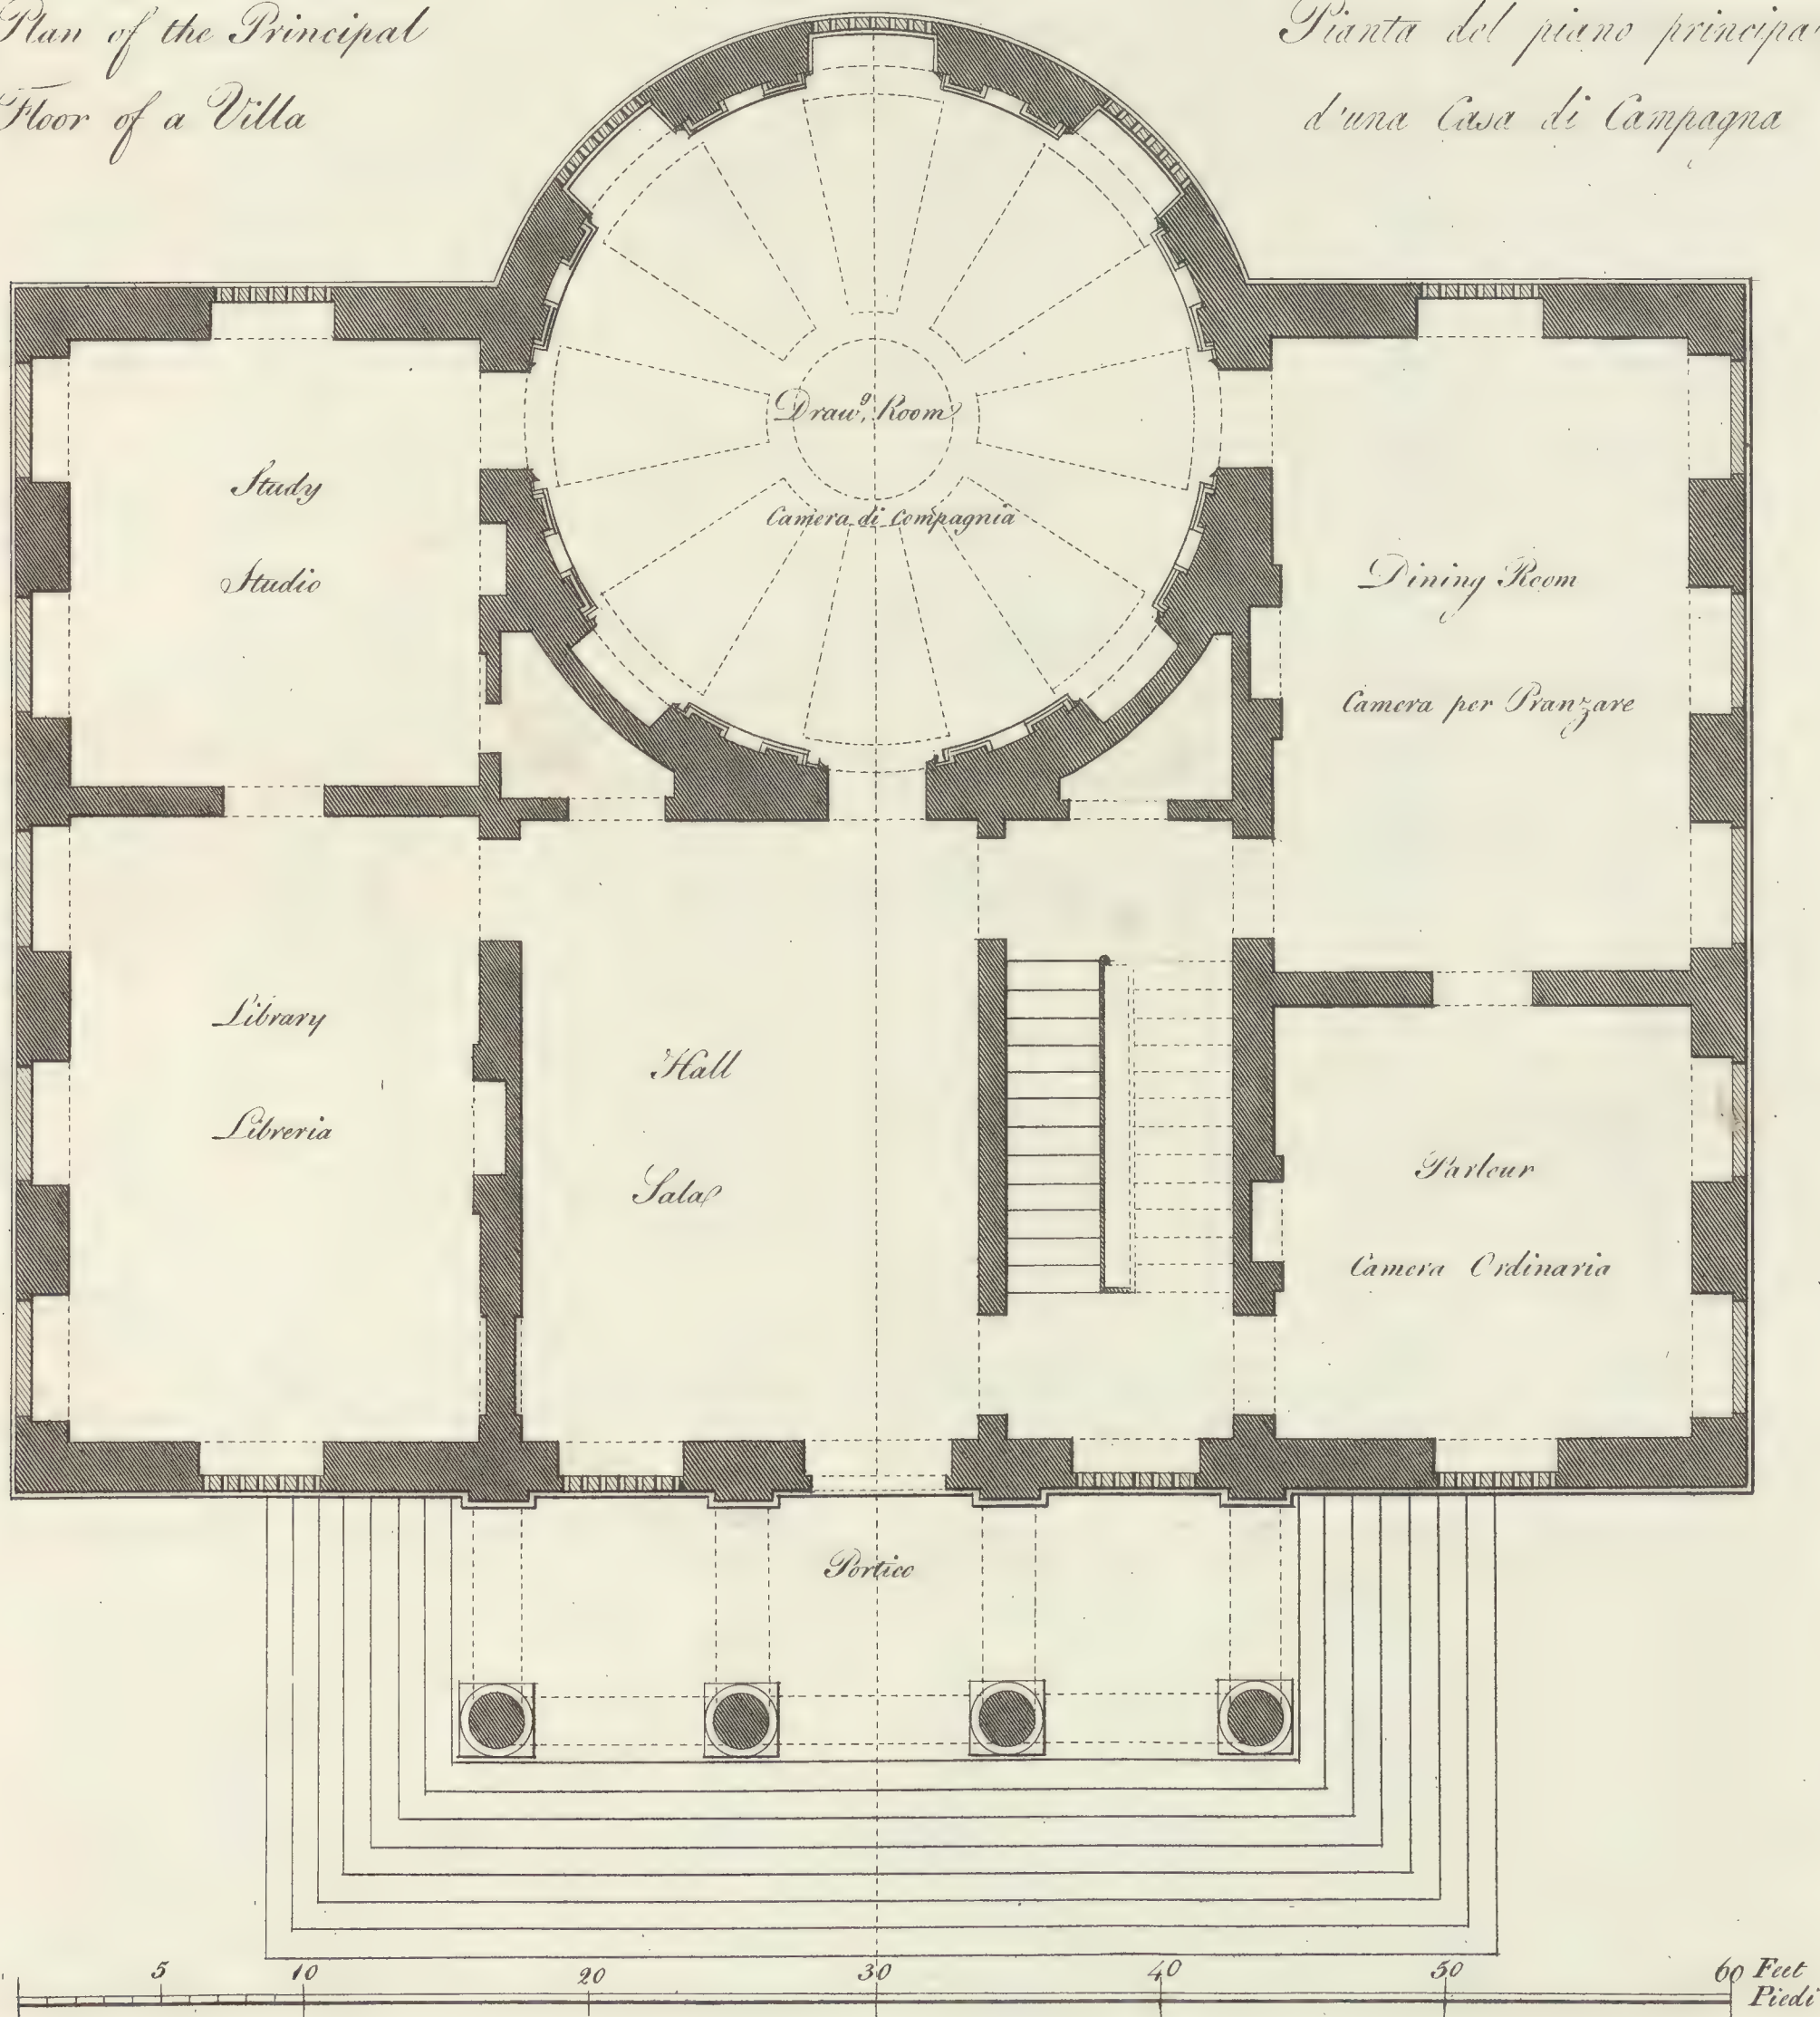 Plan of the Principal
Floor of a Villa
Pianta del piano principa
d'una Casa di Campagna
Draw.g Room
Camera di Compagnia
Study
Studio
Dining Room
Camera per Pranzare
Library
Libreria
Hall
Sala
Parlour
Camera Ordinaria
Portico
5 10 20 30 40 50 60 Feet
Piedi